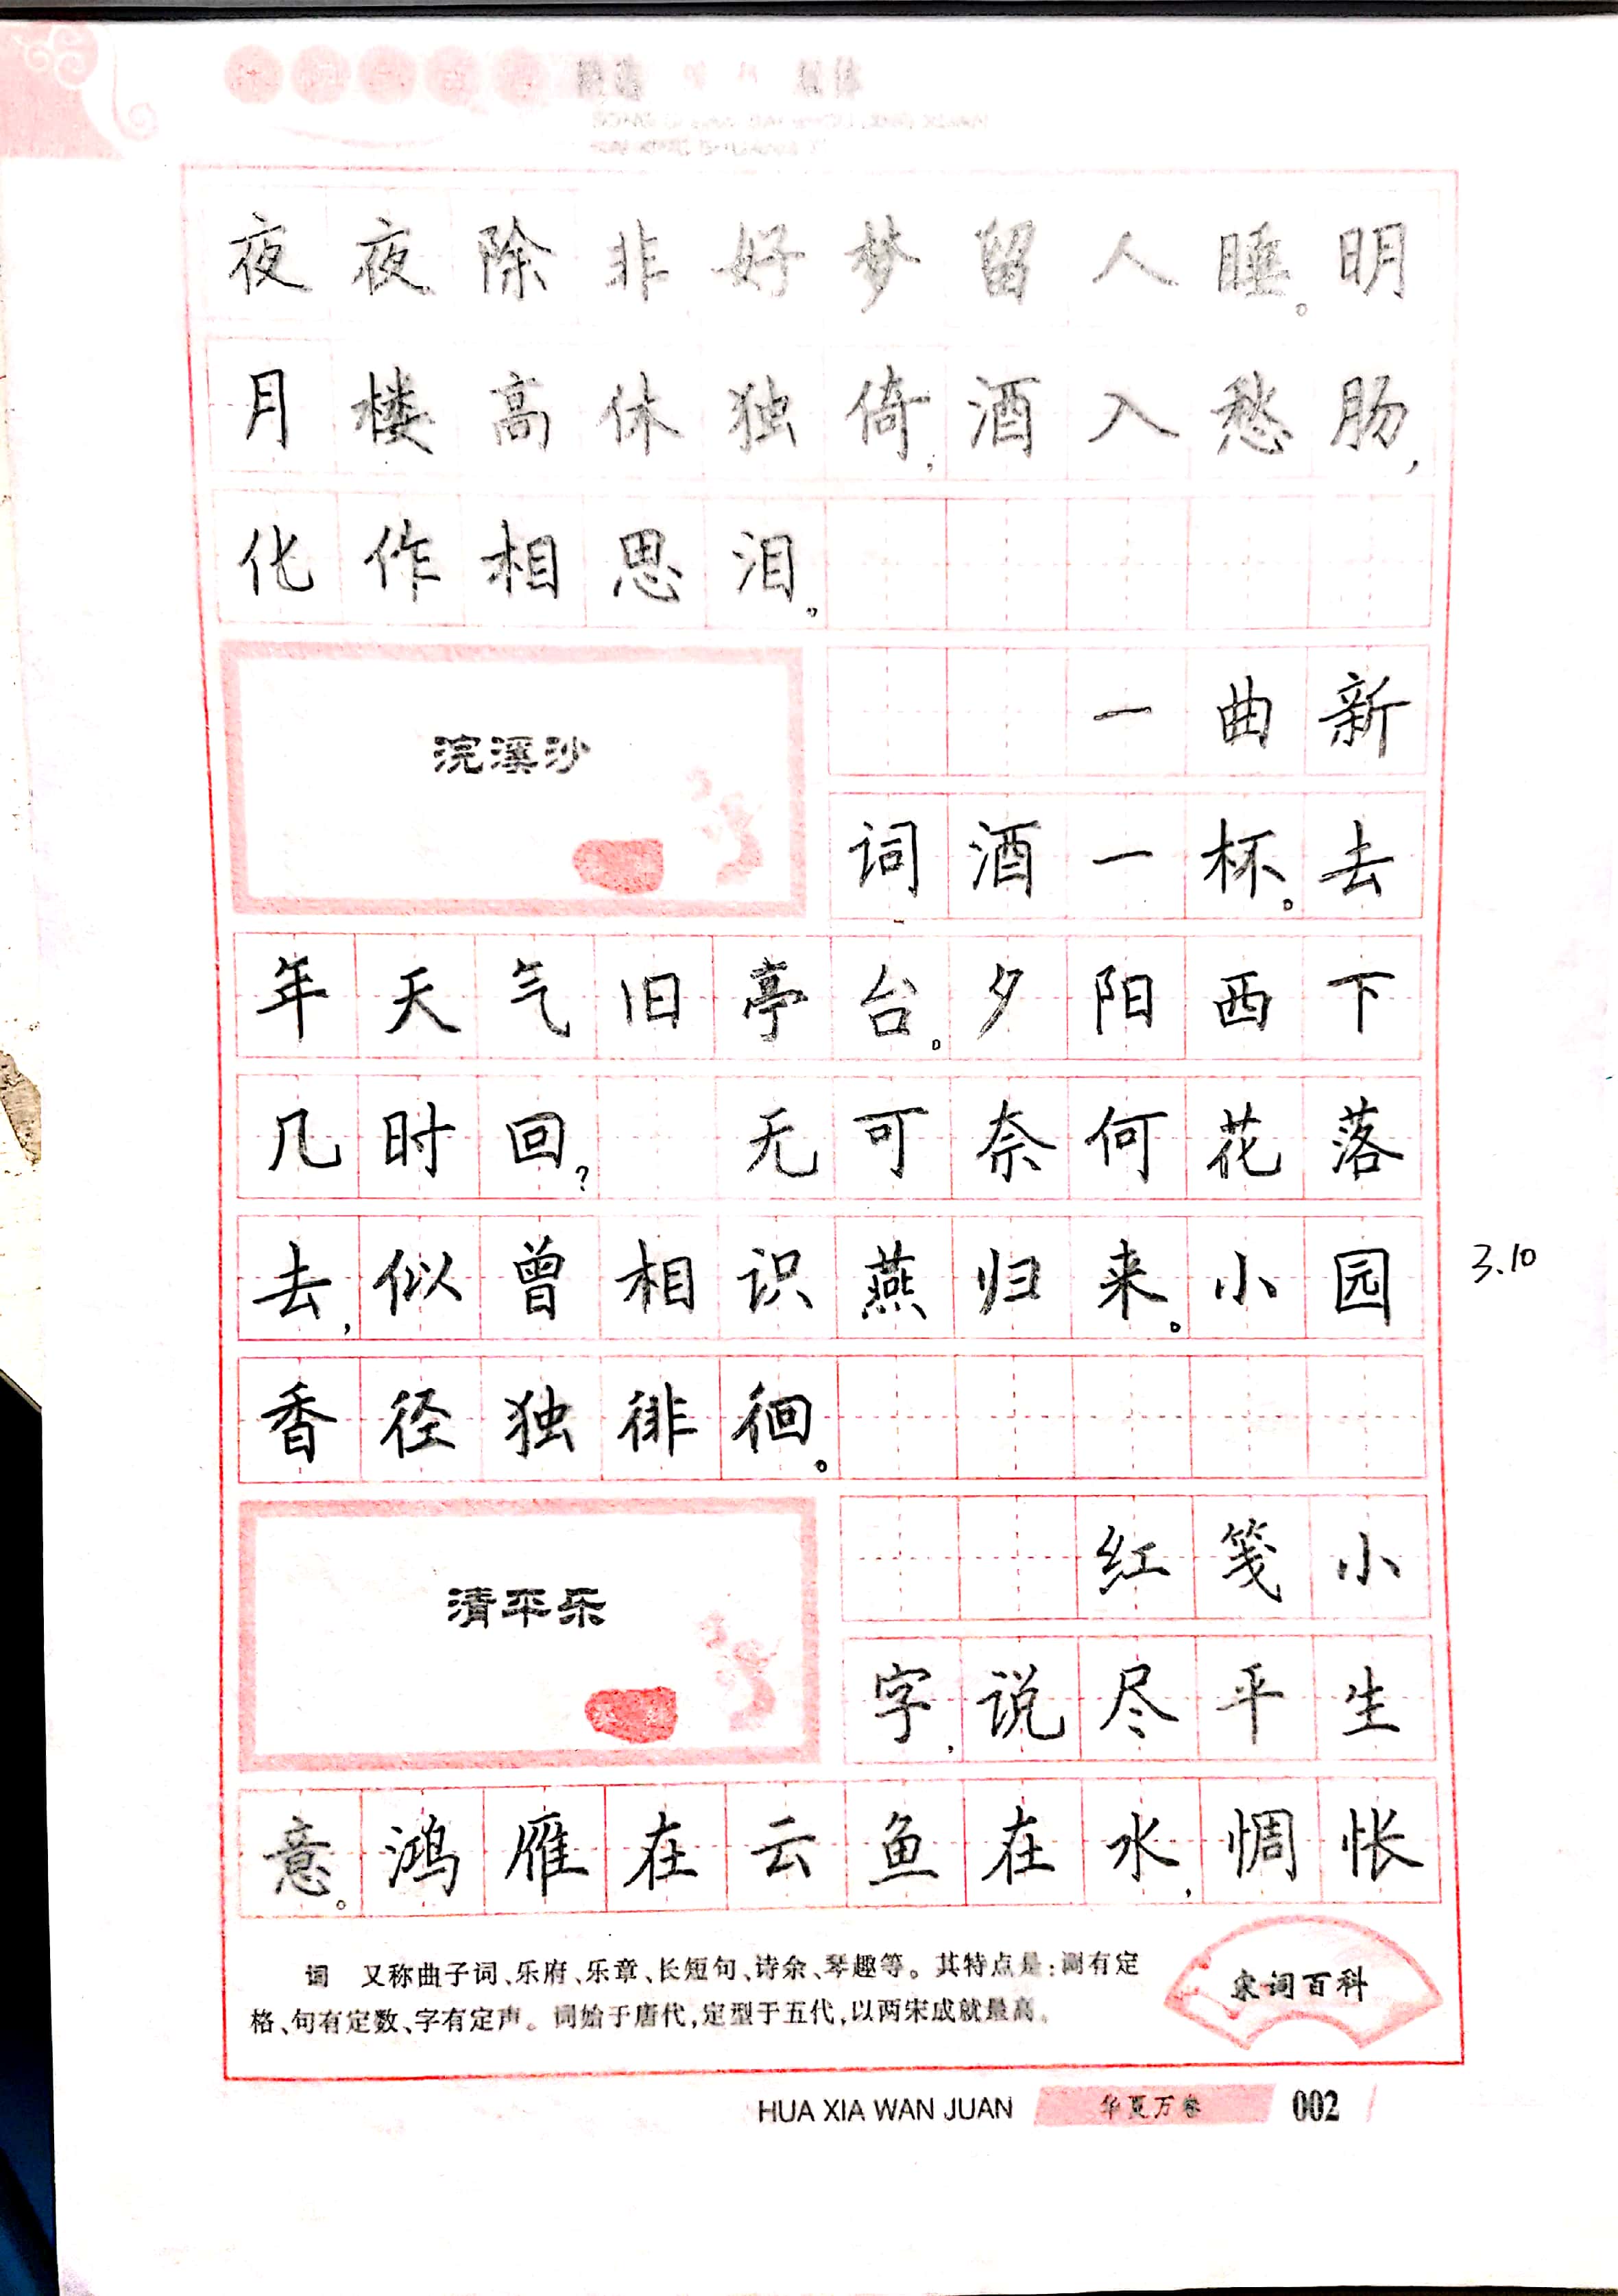 夜夜除非好梦留人睡。明
月楼高休独倚，酒入愁肠，
化作相思泪。
浣溪沙
一曲新
词酒一杯。去
年天气旧亭台。夕阳西下
几时回？ 无可奈何花落
去，似曾相识燕归来。小园
3.10
香径独徘徊。
清平乐
红笺小
字，说尽平生
意。鸿雁在云鱼在水，惆怅
词 又称曲子词、乐府、乐章、长短句、诗余、琴趣等。其特点是：调有定
格、句有定数、字有定声。词始于唐代，定型于五代，以两宋成就最高。
宋词百科
HUA XIA WAN JUAN 华夏万卷 002